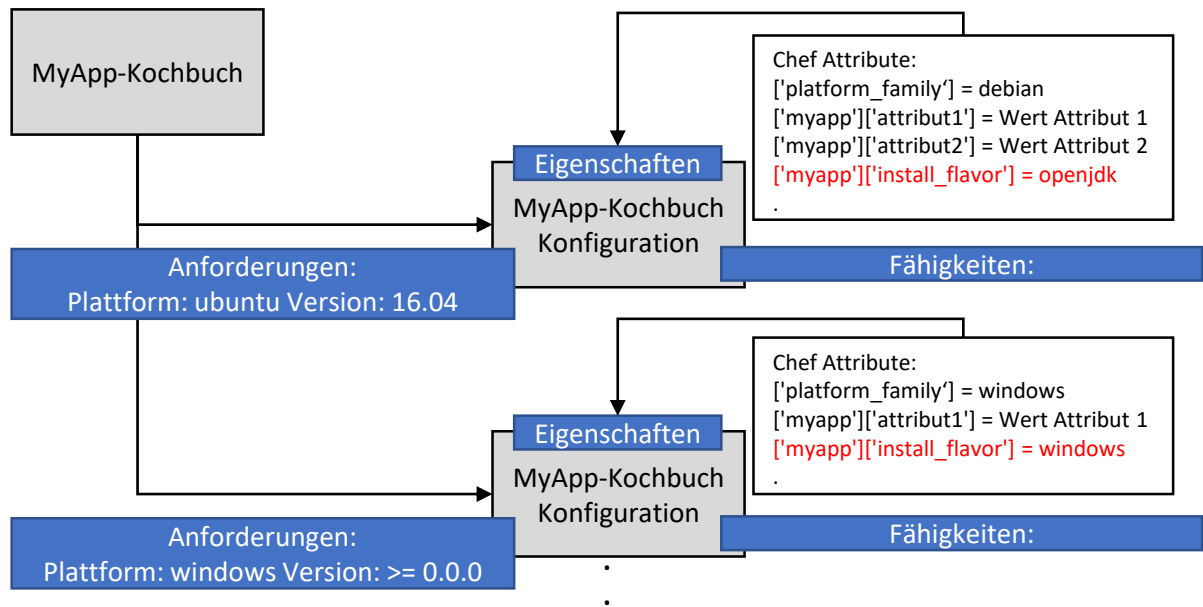 MyApp-Kochbuch
Chef Attribute:
['platform_family‘] = debian
['myapp']['attribut1'] = Wert Attribut 1
['myapp']['attribut2'] = Wert Attribut 2
['myapp']['install_flavor'] = openjdk
.
Eigenschaften
MyApp-Kochbuch
Konfiguration
Anforderungen:
Plattform: ubuntu Version: 16.04
Fähigkeiten:
Chef Attribute:
['platform_family‘] = windows
['myapp']['attribut1'] = Wert Attribut 1
['myapp']['install_flavor'] = windows
.
Eigenschaften
MyApp-Kochbuch
Konfiguration
Anforderungen:
Plattform: windows Version: >= 0.0.0
Fähigkeiten:
.
.